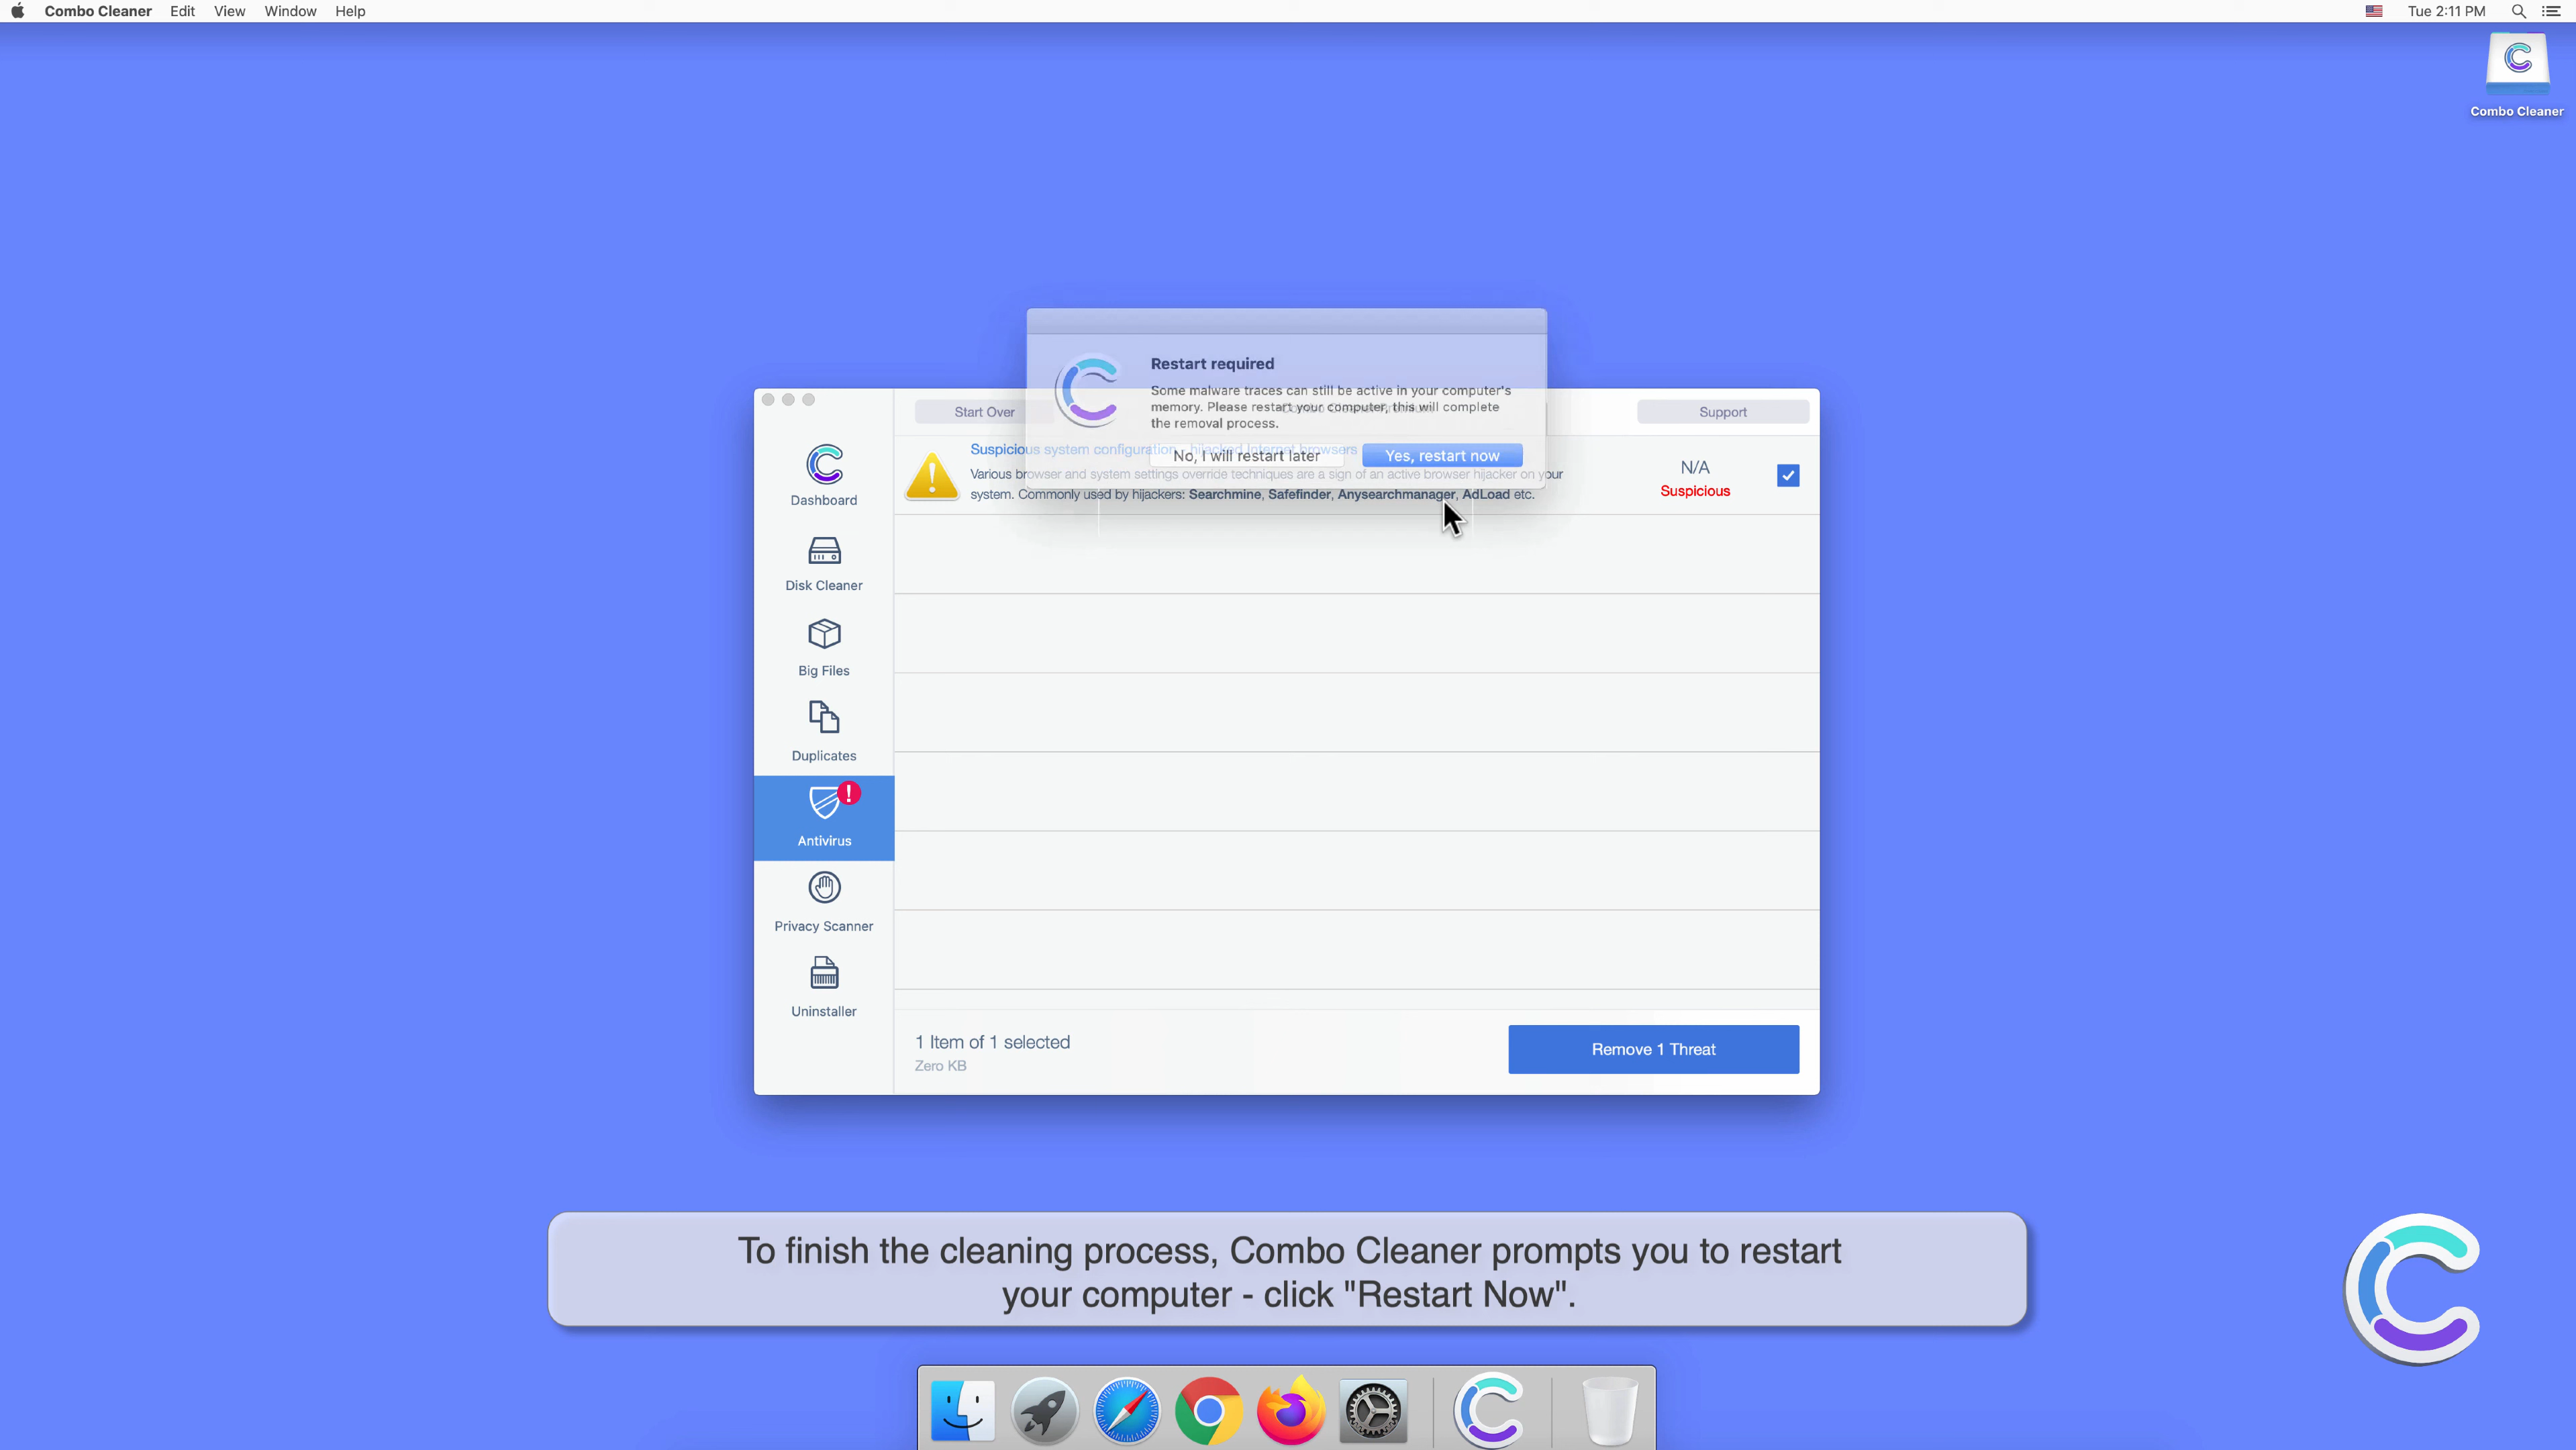 Combo Cleaner Edit View Window Help
Tue 2:11 PM
Combo Cleaner
Restart required
Some malware traces can still be active in your computer's
memory. Please restart your computer, this will complete
the removal process.
No, I will restart later
Yes, restart now
Start Over
Support
Suspicious system configuration - hijacked Internet browsers
Various browser and system settings override techniques are a sign of an active browser hijacker on your
system. Commonly used by hijackers: Searchmine, Safefinder, Anysearchmanager, AdLoad etc.
N/A
Suspicious
Dashboard
Disk Cleaner
Big Files
Duplicates
Antivirus
Privacy Scanner
Uninstaller
1 Item of 1 selected
Zero KB
Remove 1 Threat
To finish the cleaning process, Combo Cleaner prompts you to restart
your computer - click "Restart Now".